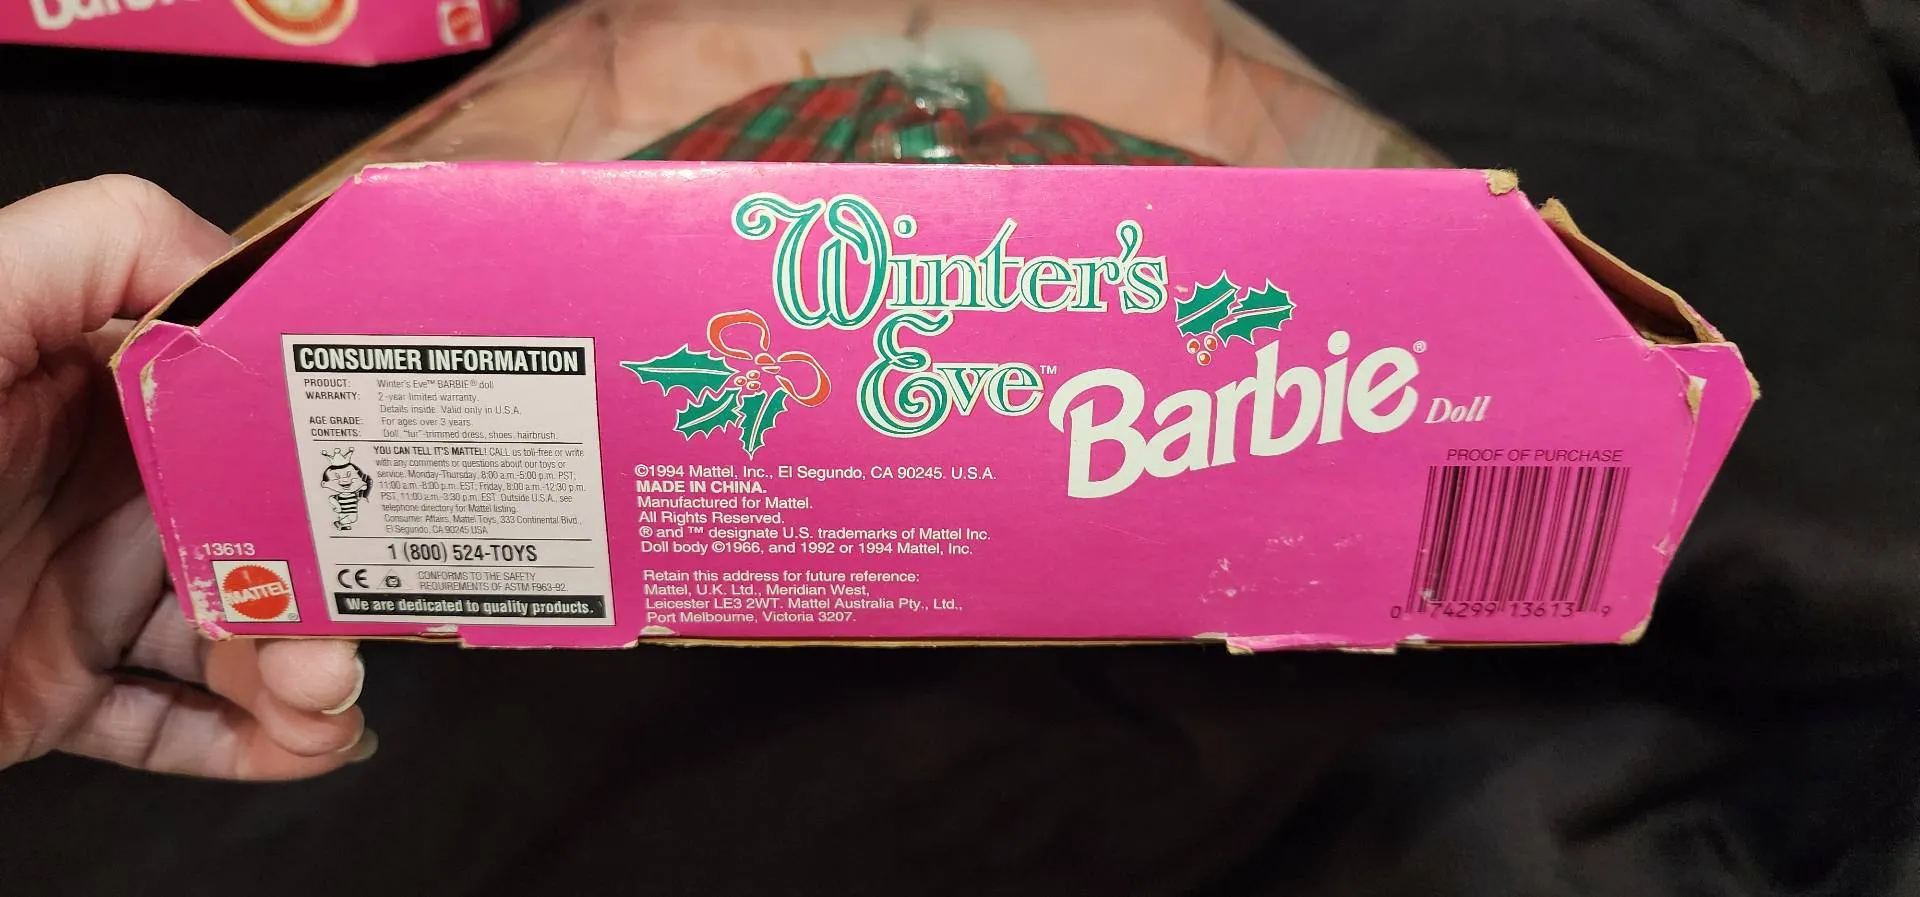 Winter's
Eve™ Barbie® Doll
CONSUMER INFORMATION
PRODUCT: Winter's Eve™ BARBIE® doll
WARRANTY: 2-year limited warranty.
Details inside. Valid only in U.S.A.
AGE GRADE: For ages over 3 years.
CONTENTS: Doll, "fur"-trimmed dress, shoes, hairbrush.
YOU CAN TELL IT'S MATTEL! CALL us toll-free or write
with any comments or questions about our toys or
service, Monday-Thursday, 8:00 a.m.-5:00 p.m. PST,
11:00 a.m.-8:00 p.m. EST; Friday, 8:00 a.m.-12:30 p.m.
PST, 11:00 a.m.-3:30 p.m. EST. Outside U.S.A., see
telephone directory for Mattel listing.
Consumer Affairs, Mattel Toys, 333 Continental Blvd.,
El Segundo, CA 90245 USA
1 (800) 524-TOYS
CE
CONFORMS TO THE SAFETY
REQUIREMENTS OF ASTM F963-92.
We are dedicated to quality products.
13613
MATTEL®
©1994 Mattel, Inc., El Segundo, CA 90245. U.S.A.
MADE IN CHINA.
Manufactured for Mattel.
All Rights Reserved.
® and ™ designate U.S. trademarks of Mattel Inc.
Doll body ©1966, and 1992 or 1994 Mattel, Inc.
Retain this address for future reference:
Mattel, U.K. Ltd., Meridian West,
Leicester LE3 2WT. Mattel Australia Pty., Ltd.,
Port Melbourne, Victoria 3207.
PROOF OF PURCHASE
0 74299 13613 9